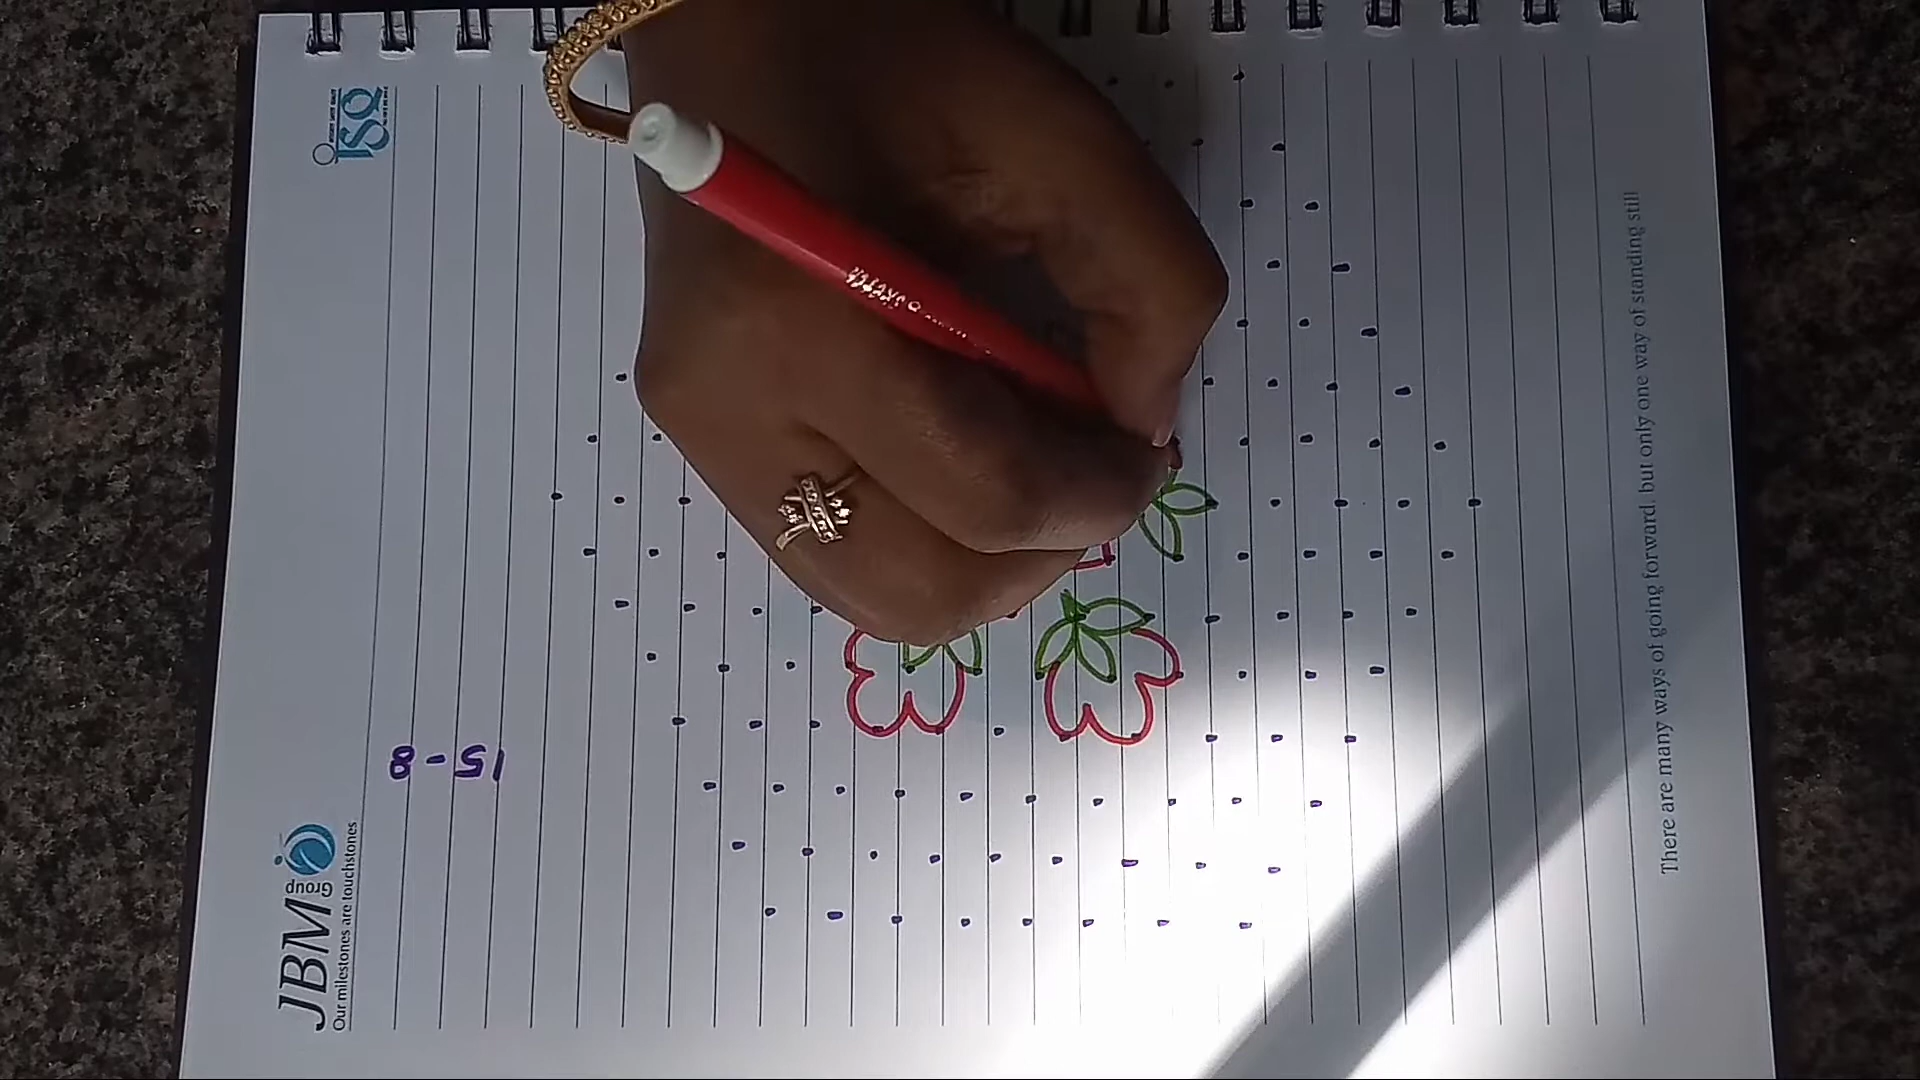 JBM
Group
Our milestones are touchstones
15-8
There are many ways of going forward, but only one way of standing still